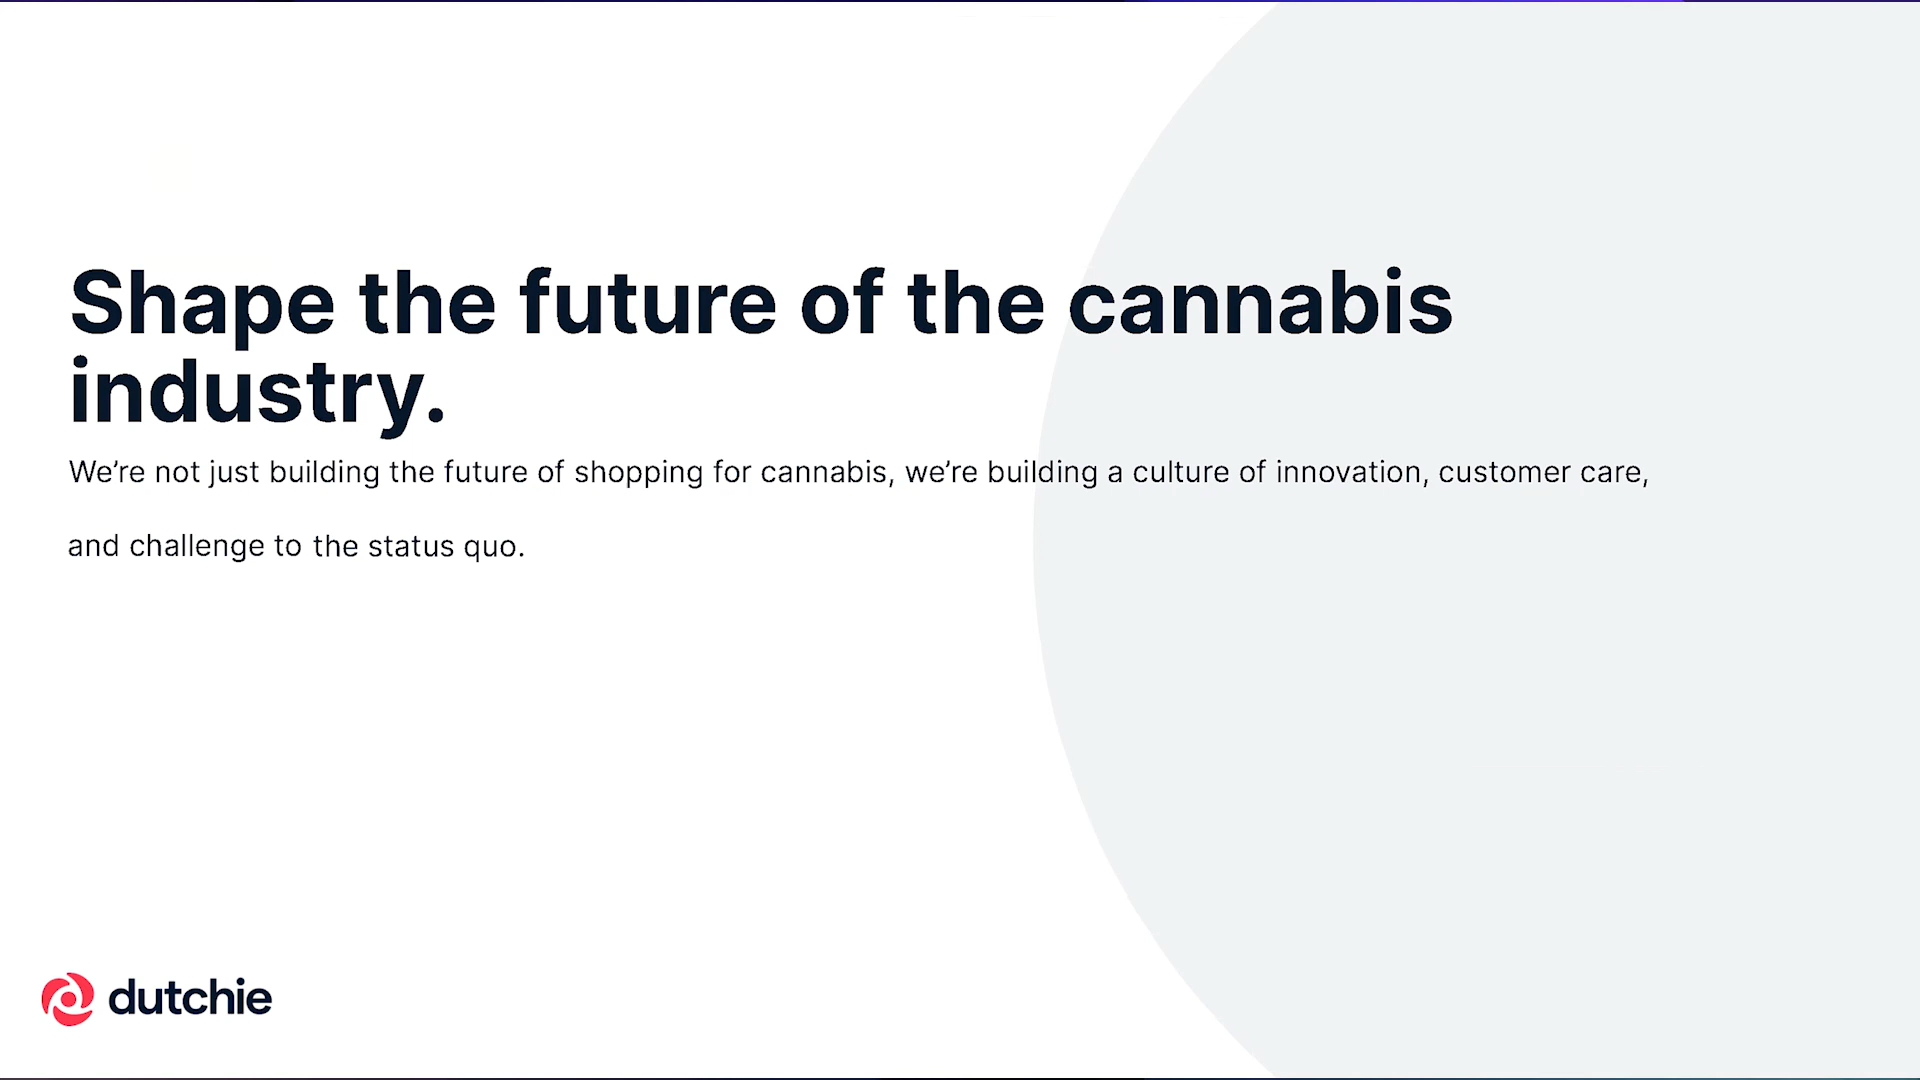 Shape the future of the cannabis
industry.
We’re not just building the future of shopping for cannabis, we’re building a culture of innovation, customer care,
and challenge to the status quo.
dutchie